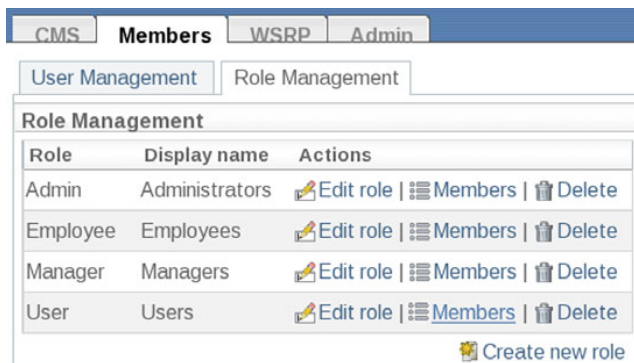 CMS Members WSRP Admin
User Management Role Management
Role Management
Role Display name Actions
Admin Administrators Edit role | Members | Delete
Employee Employees Edit role | Members | Delete
Manager Managers Edit role | Members | Delete
User Users Edit role | Members | Delete
Create new role